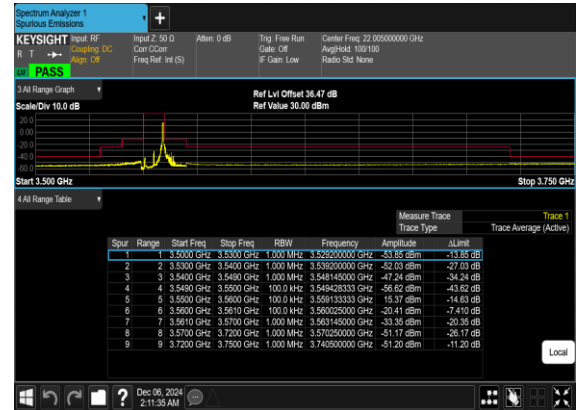 Spectrum Analyzer 1
Spurious Emissions
KEYSIGHT Input: RF Input Z: 50 Ω Atten: 0 dB Trig: Free Run Center Freq: 22.005000000 GHz
R T Coupling: DC Corr CCorr Gate: Off Avg|Hold: 100/100
Align: Off Freq Ref: Int (S) IF Gain: Low Radio Std: None
PASS
3 All Range Graph
Ref Lvl Offset 36.47 dB
Scale/Div 10.0 dB Ref Value 30.00 dBm
20.0
0.00
-20.0
-40.0
-60.0
Start 3.500 GHz Stop 3.750 GHz
4 All Range Table
Measure Trace Trace 1
Trace Type Trace Average (Active)
Spur Range Start Freq Stop Freq RBW Frequency Amplitude ΔLimit
1 1 3.5000 GHz 3.5300 GHz 1.000 MHz 3.529200000 GHz -53.85 dBm -13.85 dB
2 2 3.5300 GHz 3.5400 GHz 1.000 MHz 3.539200000 GHz -52.03 dBm -27.03 dB
3 3 3.5400 GHz 3.5490 GHz 1.000 MHz 3.548145000 GHz -47.24 dBm -34.24 dB
4 4 3.5490 GHz 3.5500 GHz 100.0 kHz 3.549428333 GHz -56.62 dBm -43.62 dB
5 5 3.5500 GHz 3.5600 GHz 100.0 kHz 3.559133333 GHz 15.37 dBm -14.63 dB
6 6 3.5600 GHz 3.5610 GHz 100.0 kHz 3.560025000 GHz -20.41 dBm -7.410 dB
7 7 3.5610 GHz 3.5700 GHz 1.000 MHz 3.563145000 GHz -33.35 dBm -20.35 dB
8 8 3.5700 GHz 3.7200 GHz 1.000 MHz 3.570250000 GHz -51.17 dBm -26.17 dB
9 9 3.7200 GHz 3.7500 GHz 1.000 MHz 3.740500000 GHz -51.20 dBm -11.20 dB
Local
Dec 06, 2024
2:11:35 AM